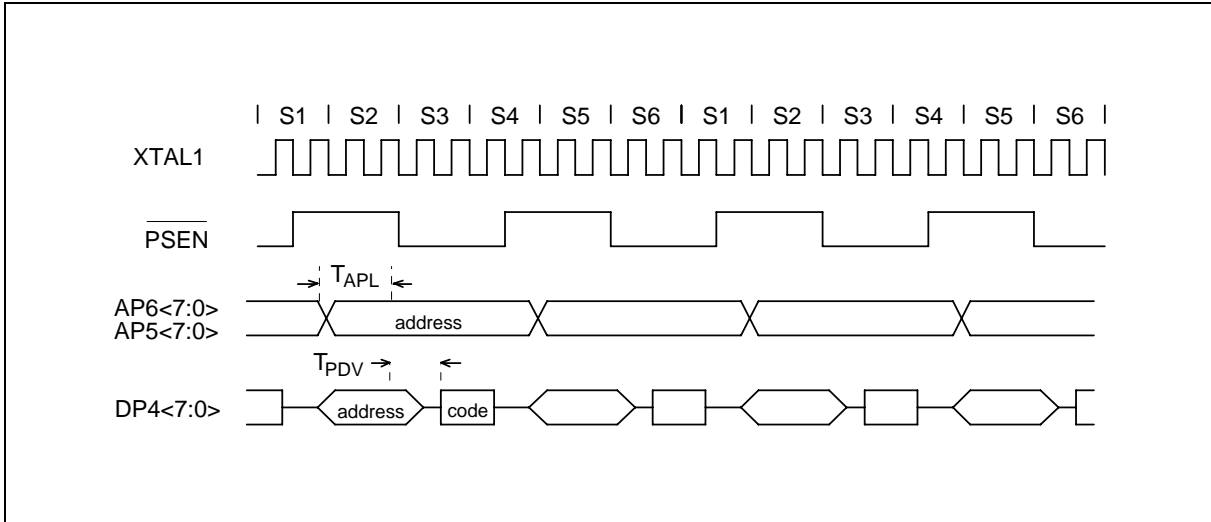 | S1 | S2 | S3 | S4 | S5 | S6 | S1 | S2 | S3 | S4 | S5 | S6 |
XTAL1
PSEN
TAPL
AP6<7:0>
AP5<7:0>
address
TPDV
DP4<7:0>
address
code